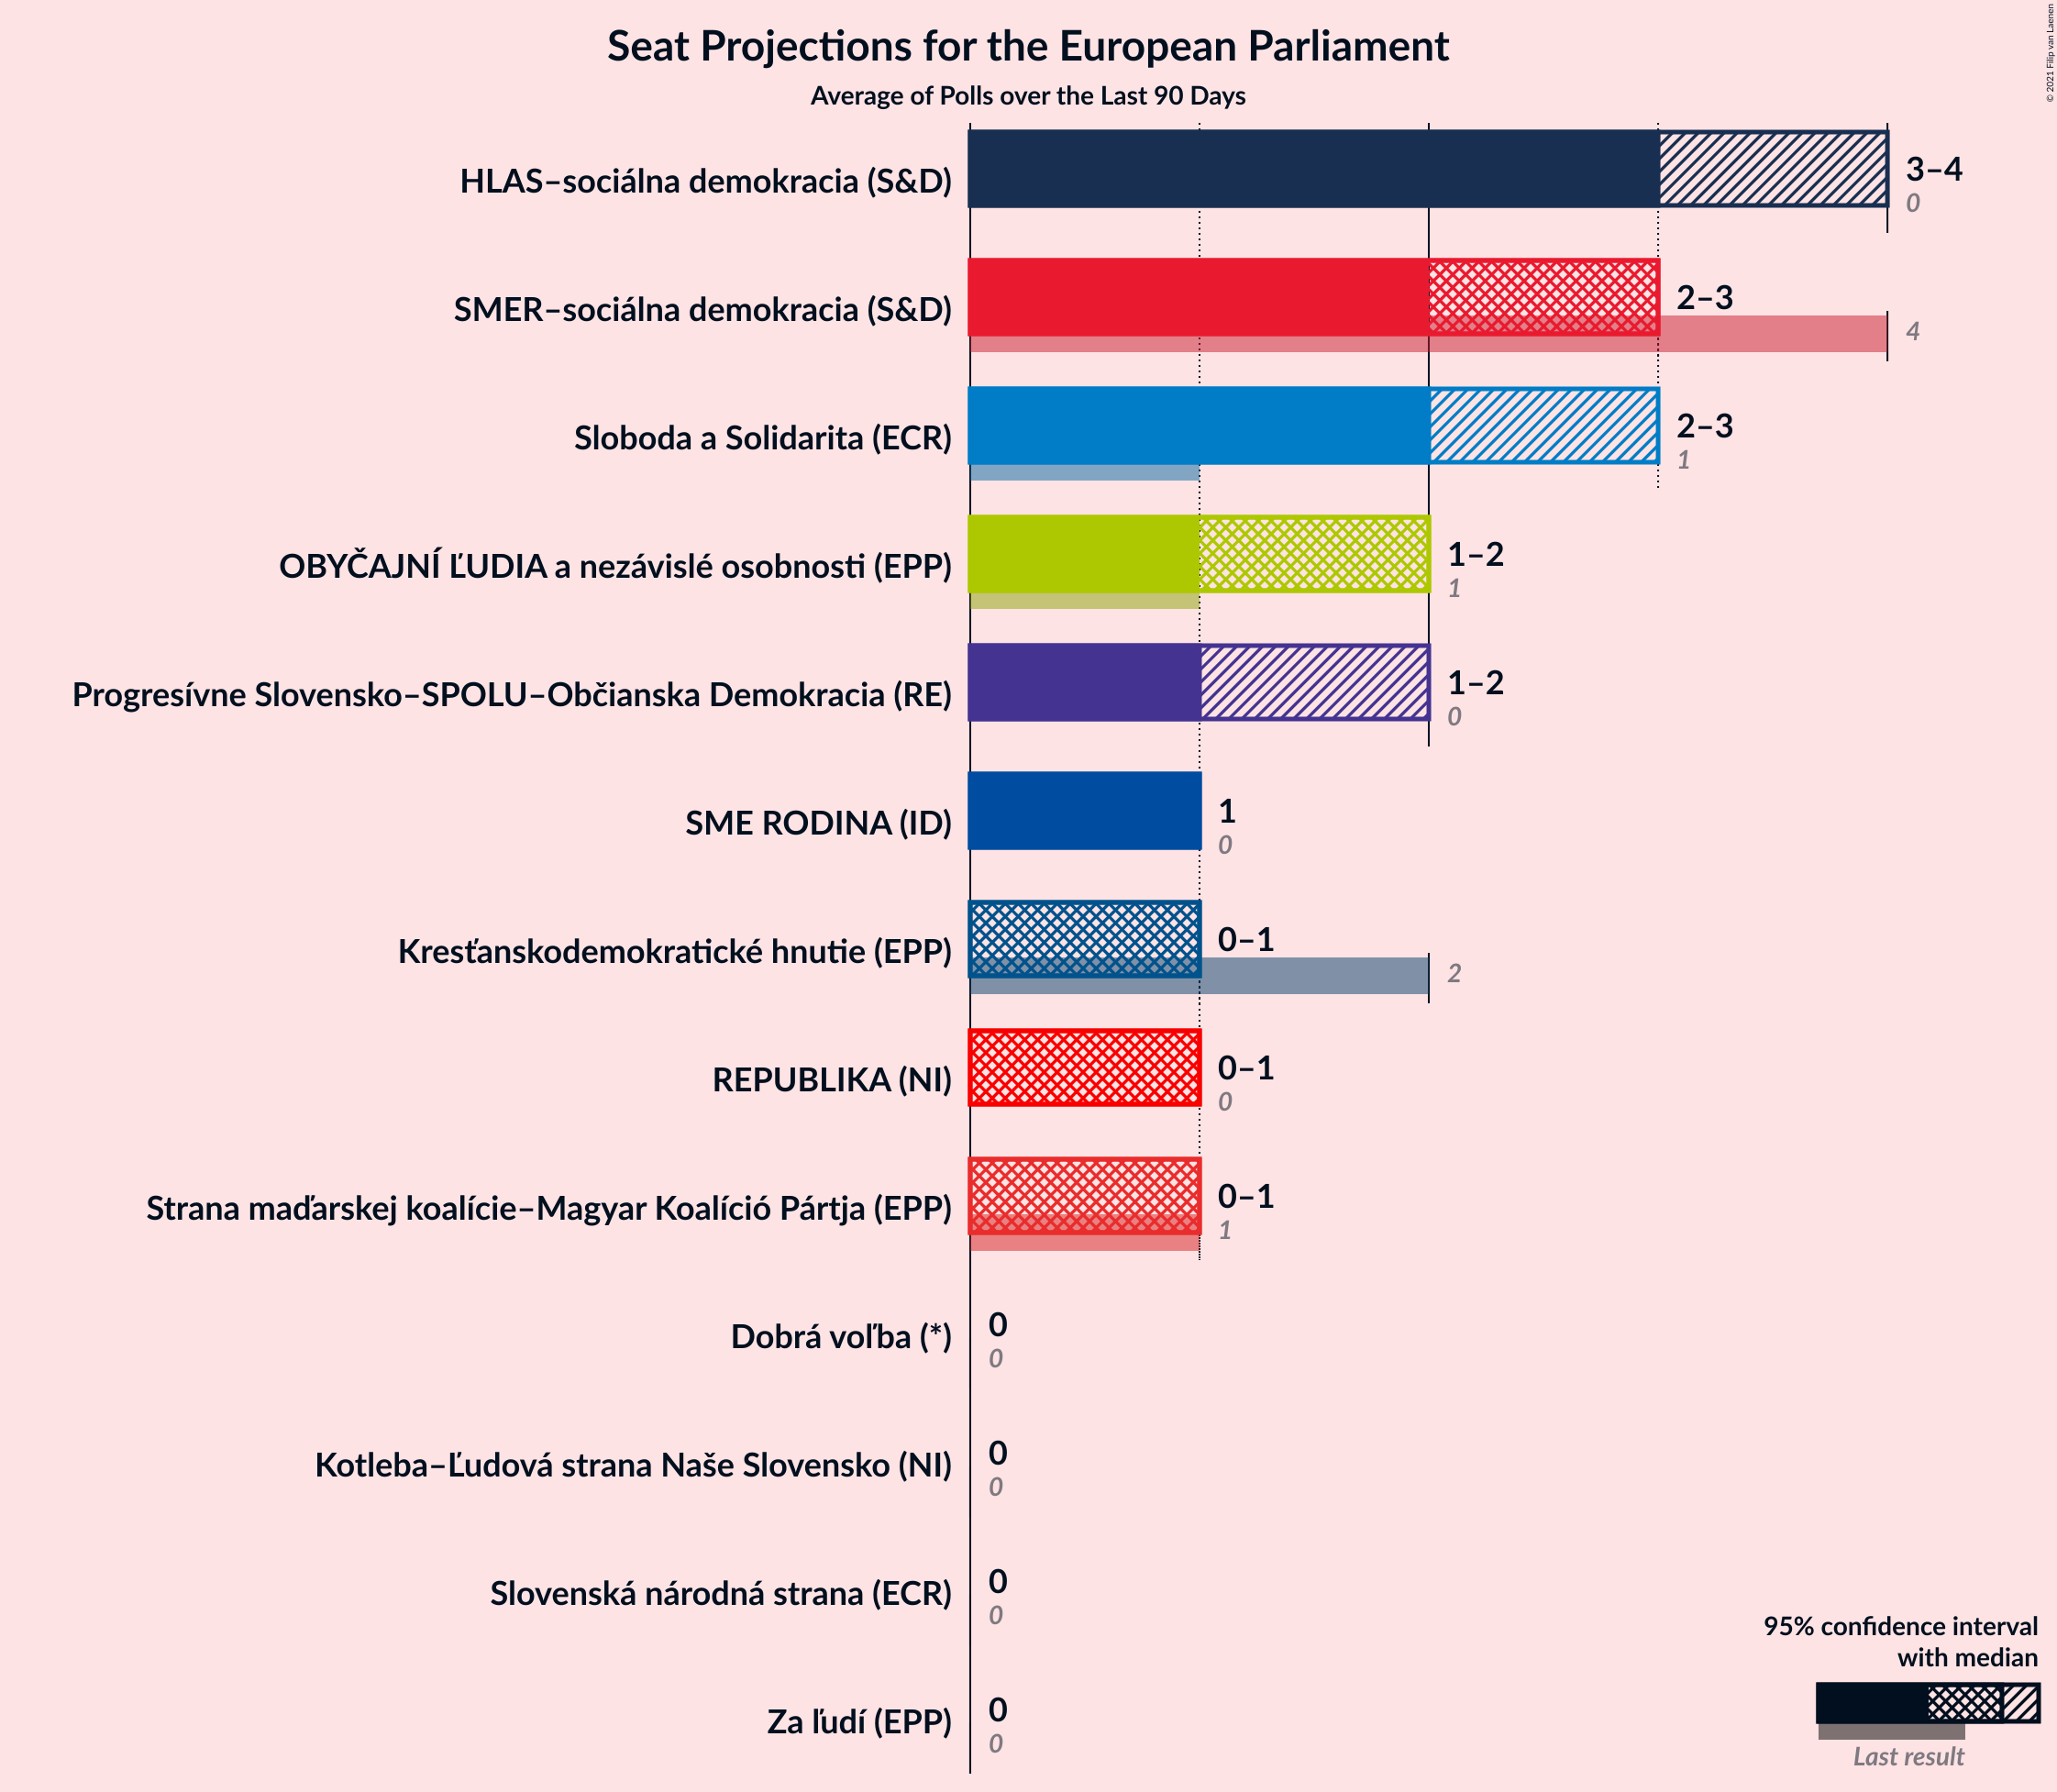 Seat Projections for the European Parliament
Average of Polls over the Last 90 Days
© 2021 Filip van Laenen
HLAS–sociálna demokracia (S&D)
3–4
0
SMER–sociálna demokracia (S&D)
2–3
4
Sloboda a Solidarita (ECR)
2–3
1
OBYČAJNÍ ĽUDIA a nezávislé osobnosti (EPP)
1–2
1
Progresívne Slovensko–SPOLU–Občianska Demokracia (RE)
1–2
0
SME RODINA (ID)
1
0
Kresťanskodemokratické hnutie (EPP)
0–1
2
REPUBLIKA (NI)
0–1
0
Strana maďarskej koalície–Magyar Koalíció Pártja (EPP)
0–1
1
Dobrá voľba (*)
0
0
Kotleba–Ľudová strana Naše Slovensko (NI)
0
0
Slovenská národná strana (ECR)
0
0
Za ľudí (EPP)
0
0
95% confidence interval
with median
Last result